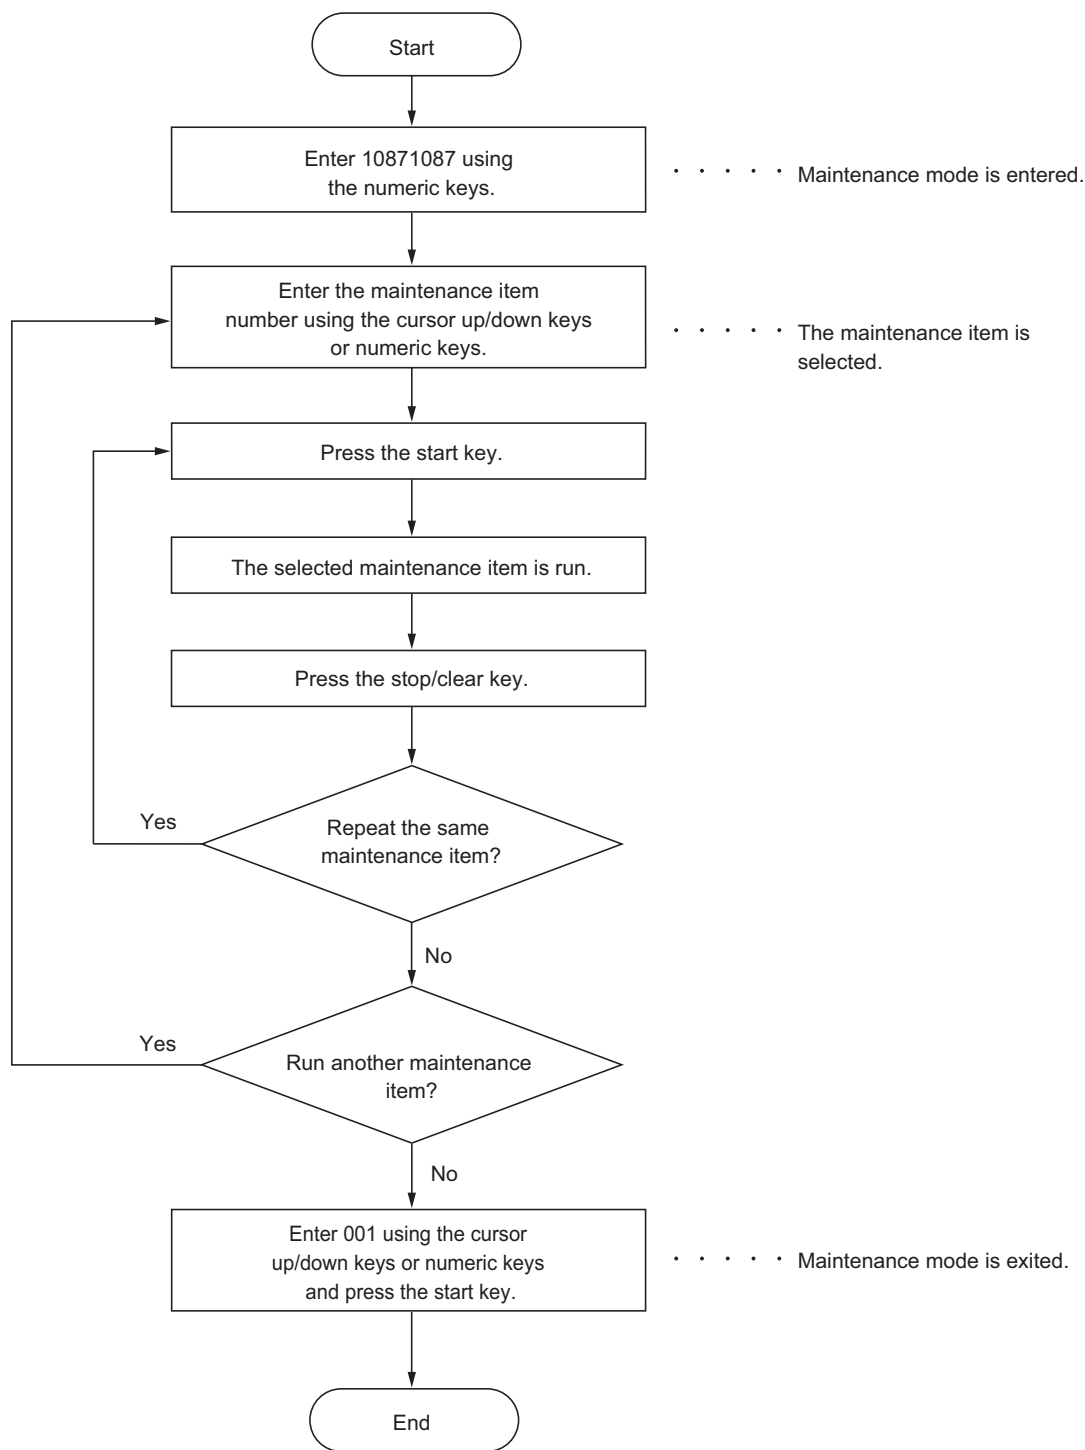 Start
Enter 10871087 using
the numeric keys.
· · · · · Maintenance mode is entered.
Enter the maintenance item
number using the cursor up/down keys
or numeric keys.
· · · · · The maintenance item is
selected.
Press the start key.
The selected maintenance item is run.
Press the stop/clear key.
Yes
Repeat the same
maintenance item?
No
Yes
Run another maintenance
item?
No
Enter 001 using the cursor
up/down keys or numeric keys
and press the start key.
· · · · · Maintenance mode is exited.
End